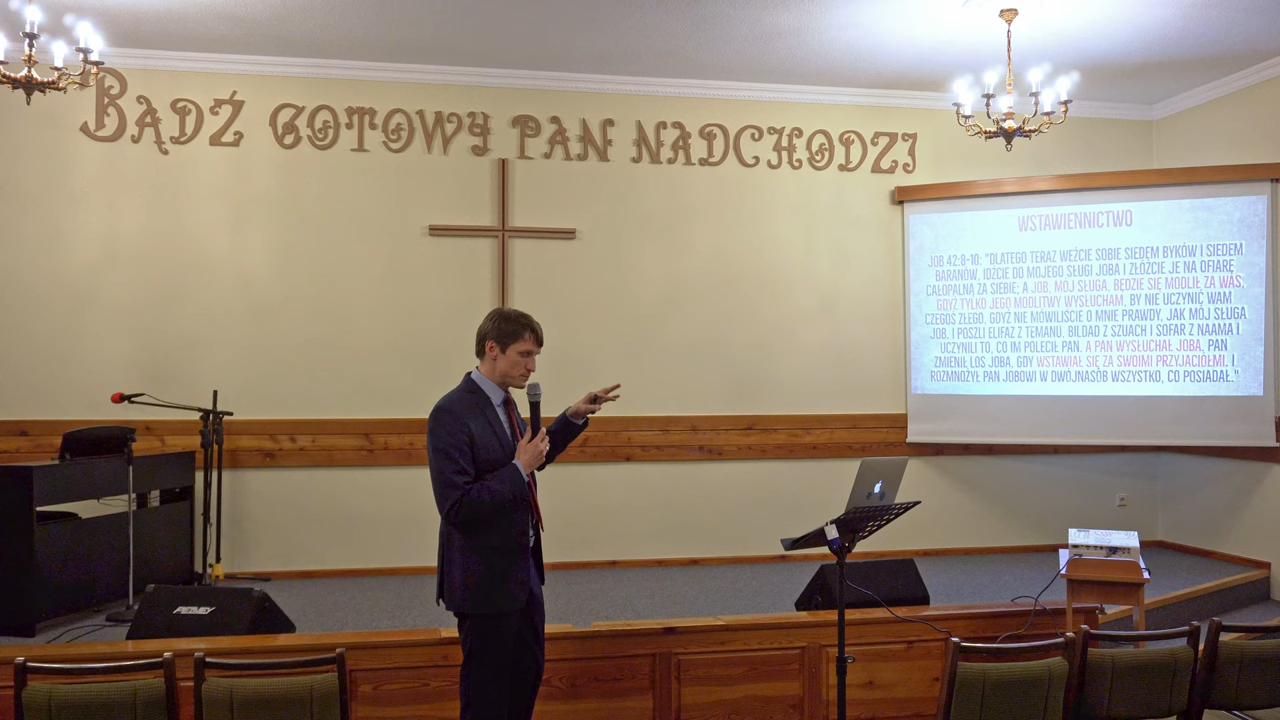 BĄDŹ GOTOWY PAN NADCHODZI
WSTAWIENNICTWO
JOB 42:8-10: "DLATEGO TERAZ WEŹCIE SOBIE SIEDEM BYKÓW I SIEDEM
BARANÓW, IDŹCIE DO MOJEGO SŁUGI JOBA I ZŁÓŻCIE JE NA OFIARĘ
CAŁOPALNĄ ZA SIEBIE; A JOB, MÓJ SŁUGA, BĘDZIE SIĘ MODLIŁ ZA WAS,
GDYŻ TYLKO JEGO MODLITWY WYSŁUCHAM, BY NIE UCZYNIĆ WAM
CZEGOŚ ZŁEGO, GDYŻ NIE MÓWILIŚCIE O MNIE PRAWDY, JAK MÓJ SŁUGA
JOB. I POSZLI ELIFAZ Z TEMANU, BILDAD Z SZUACH I SOFAR Z NAAMA I
UCZYNILI TO, CO IM POLECIŁ PAN. A PAN WYSŁUCHAŁ JOBA, PAN
ZMIENIŁ LOS JOBA, GDY WSTAWIAŁ SIĘ ZA SWOIMI PRZYJACIÓŁMI. I
ROZMNOŻYŁ PAN JOBOWI W DWÓJNASÓB WSZYSTKO, CO POSIADAŁ."
PEAVEY